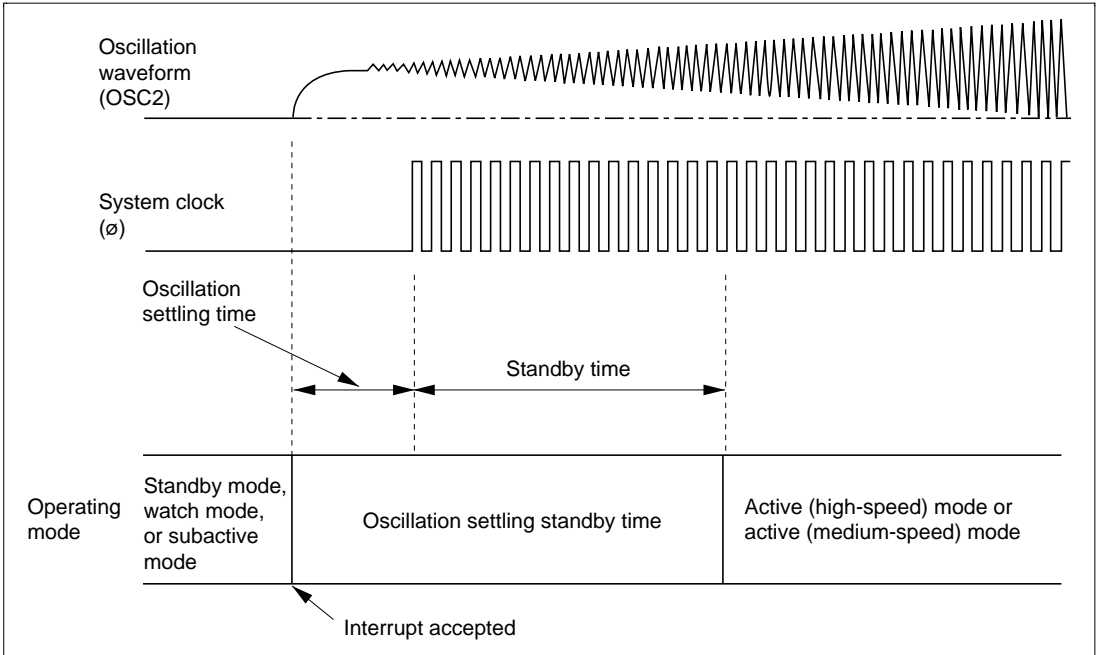 Oscillation
waveform
(OSC2)
System clock
(ø)
Oscillation
settling time
Standby time
Operating
mode
Standby mode,
watch mode,
or subactive
mode
Oscillation settling standby time
Active (high-speed) mode or
active (medium-speed) mode
Interrupt accepted